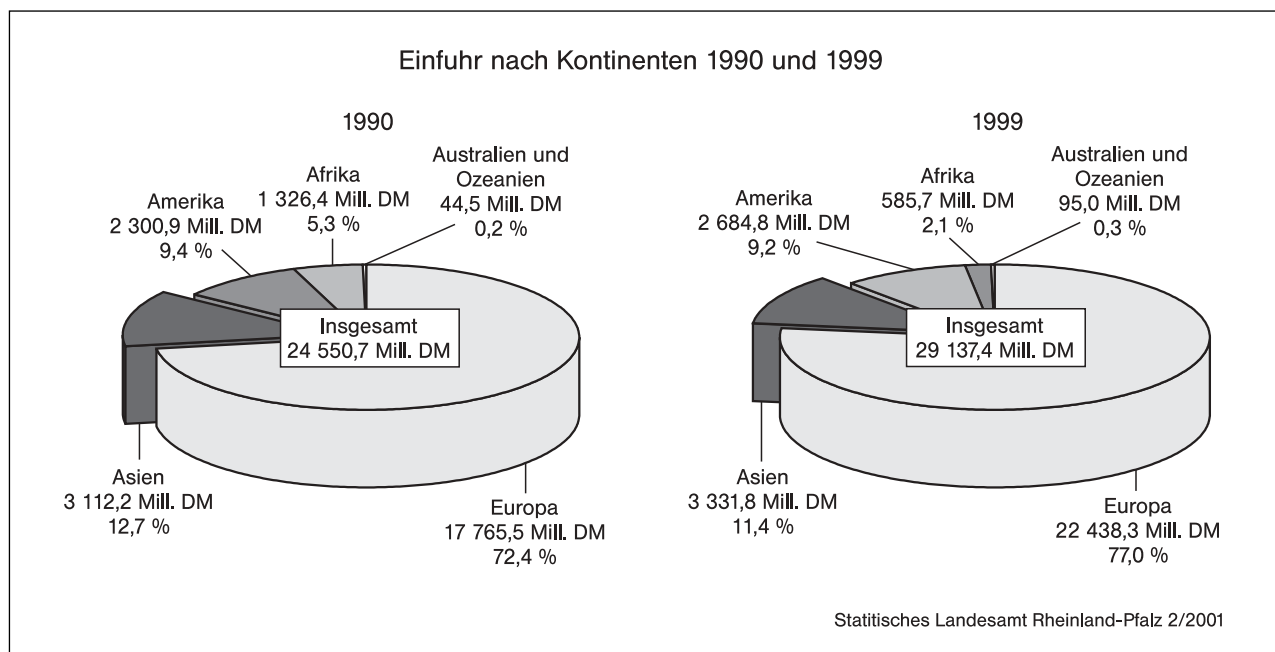 Einfuhr nach Kontinenten 1990 und 1999
1990
Australien und
Ozeanien
44,5 Mill. DM
0,2 %
Afrika
1 326,4 Mill. DM
5,3 %
Amerika
2 300,9 Mill. DM
9,4 %
Insgesamt
24 550,7 Mill. DM
Asien
3 112,2 Mill. DM
12,7 %
Europa
17 765,5 Mill. DM
72,4 %
1999
Australien und
Ozeanien
95,0 Mill. DM
0,3 %
Afrika
585,7 Mill. DM
2,1 %
Amerika
2 684,8 Mill. DM
9,2 %
Insgesamt
29 137,4 Mill. DM
Asien
3 331,8 Mill. DM
11,4 %
Europa
22 438,3 Mill. DM
77,0 %
Statitisches Landesamt Rheinland-Pfalz 2/2001